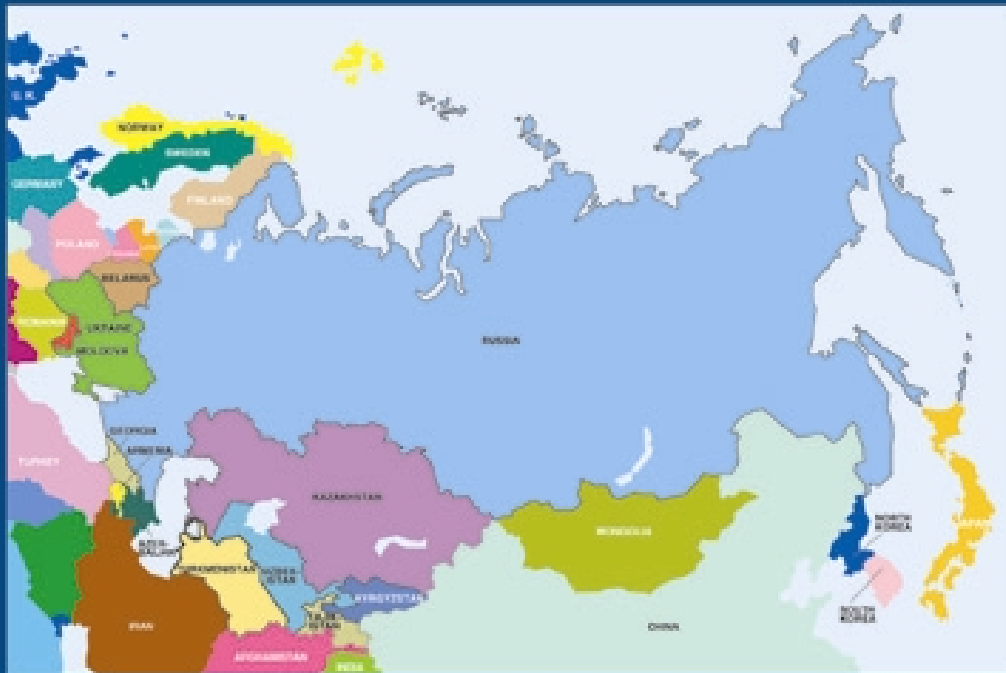 U. K.
NORWAY
SWEDEN
GERMANY
FINLAND
POLAND
BELARUS
ROMANIA
UKRAINE
MOLDOVA
RUSSIA
GEORGIA
ARMENIA
TURKEY
KAZAKHSTAN
AZER-
BAIJAN
MONGOLIA
NORTH
KOREA
JAPAN
TURKMENISTAN
UZBEK-
ISTAN
KYRGYZSTAN
SOUTH
KOREA
IRAN
CHINA
AFGHANISTAN
INDIA